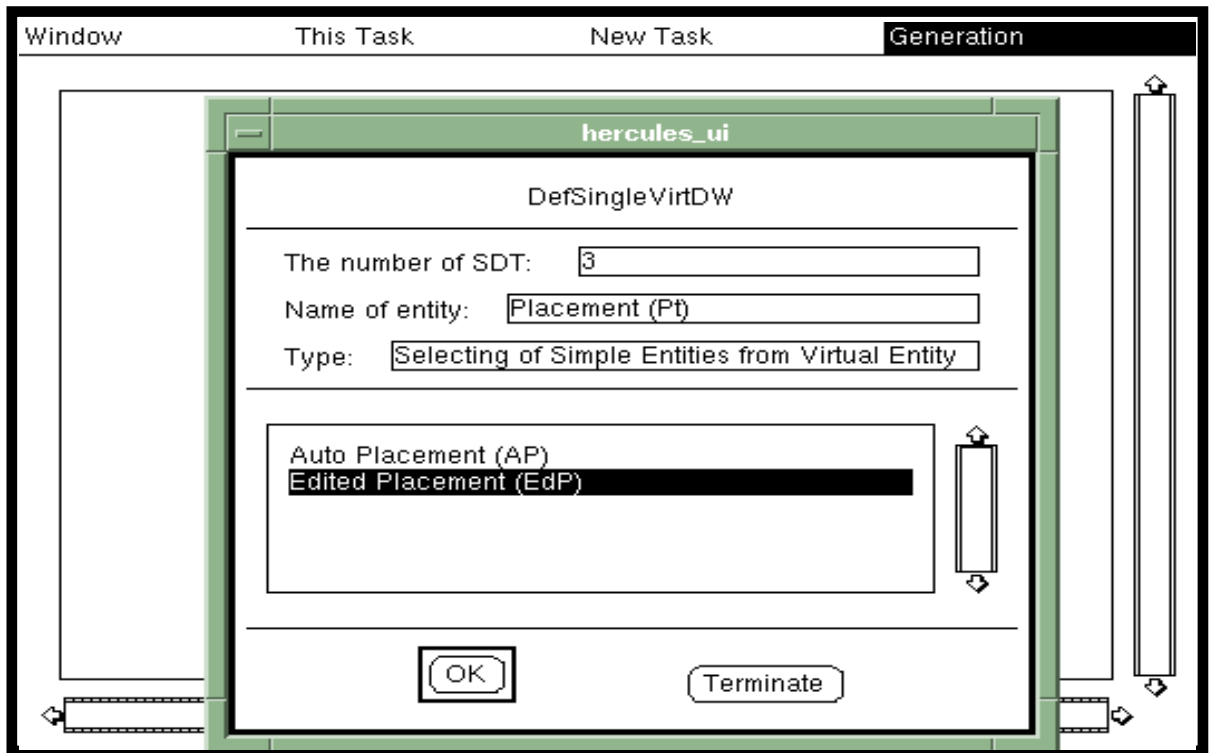 Window This Task New Task Generation
hercules_ui
DefSingleVirtDW
The number of SDT: 3
Name of entity: Placement (Pt)
Type: Selecting of Simple Entities from Virtual Entity
Auto Placement (AP)
Edited Placement (EdP)
OK Terminate